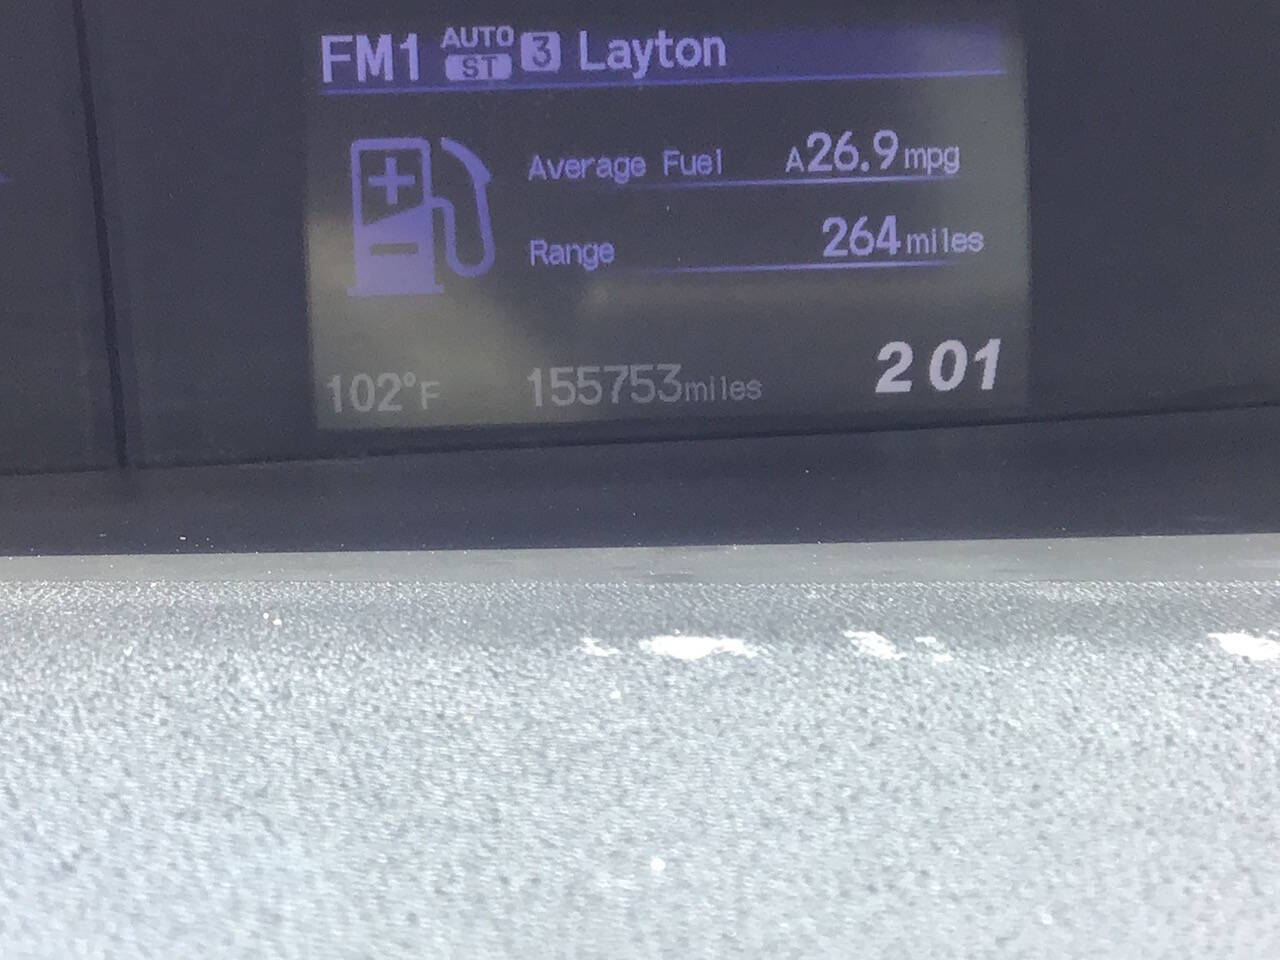 FM1 AUTO ST 3 Layton
Average Fuel A26.9mpg
Range 264miles
102°F 155753miles 2 01